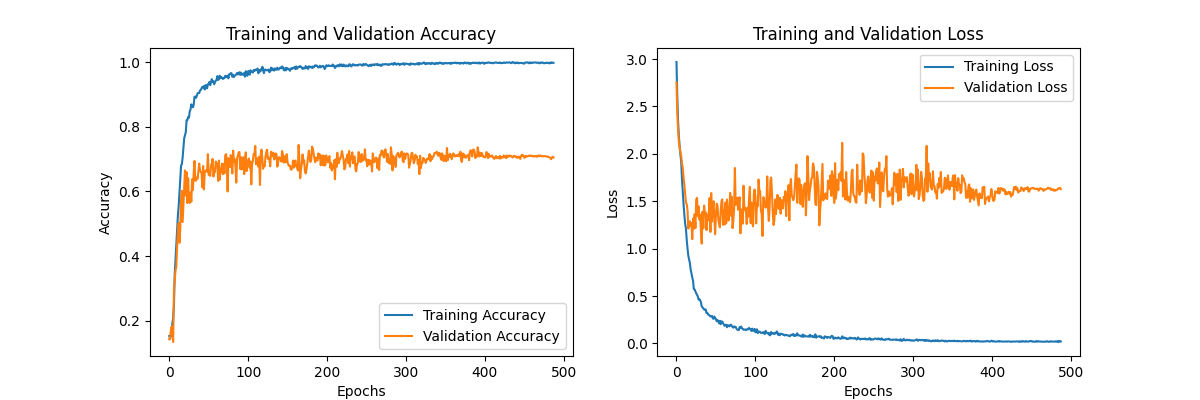 Training and Validation Accuracy
1.0
0.8
0.6
0.4
0.2
Accuracy
0
100
200
300
400
500
Epochs
Training Accuracy
Validation Accuracy
Training and Validation Loss
3.0
2.5
2.0
1.5
1.0
0.5
0.0
Loss
0
100
200
300
400
500
Epochs
Training Loss
Validation Loss